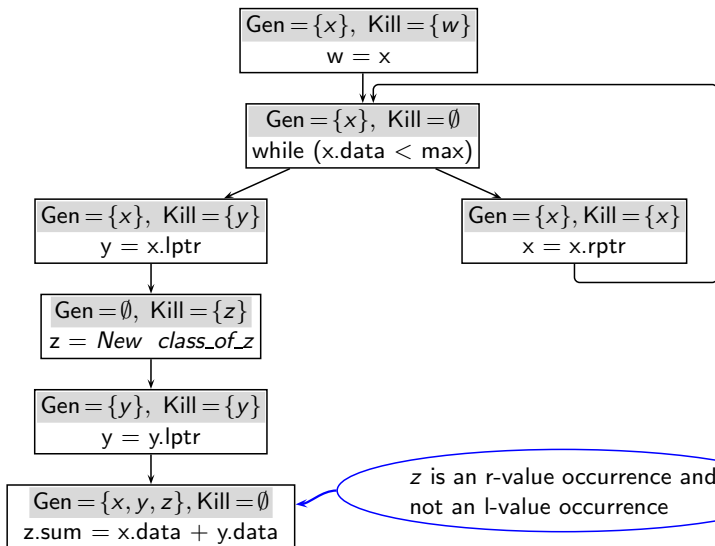 Gen = {x}, Kill = {w}
w = x
Gen = {x}, Kill = ∅
while (x.data < max)
Gen = {x}, Kill = {y}
y = x.lptr
Gen = {x}, Kill = {x}
x = x.rptr
Gen = ∅, Kill = {z}
z = New class_of_z
Gen = {y}, Kill = {y}
y = y.lptr
Gen = {x, y, z}, Kill = ∅
z.sum = x.data + y.data
z is an r-value occurrence and
not an l-value occurrence